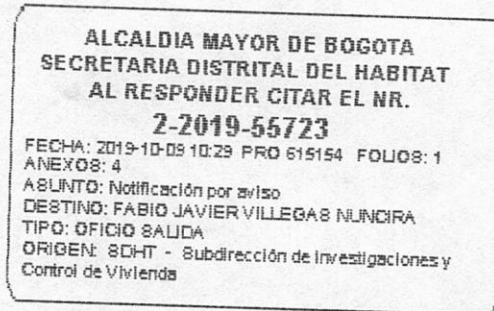 ALCALDIA MAYOR DE BOGOTA
SECRETARIA DISTRITAL DEL HABITAT
AL RESPONDER CITAR EL NR.
2-2019-55723
FECHA: 2019-10-09 10:29 PRO 615154 FOLIOS: 1
ANEXOS: 4
ASUNTO: Notificación por aviso
DESTINO: FABIO JAVIER VILLEGAS NUNCIRA
TIPO: OFICIO SALIDA
ORIGEN: SDHT - Subdirección de Investigaciones y
Control de Vivienda